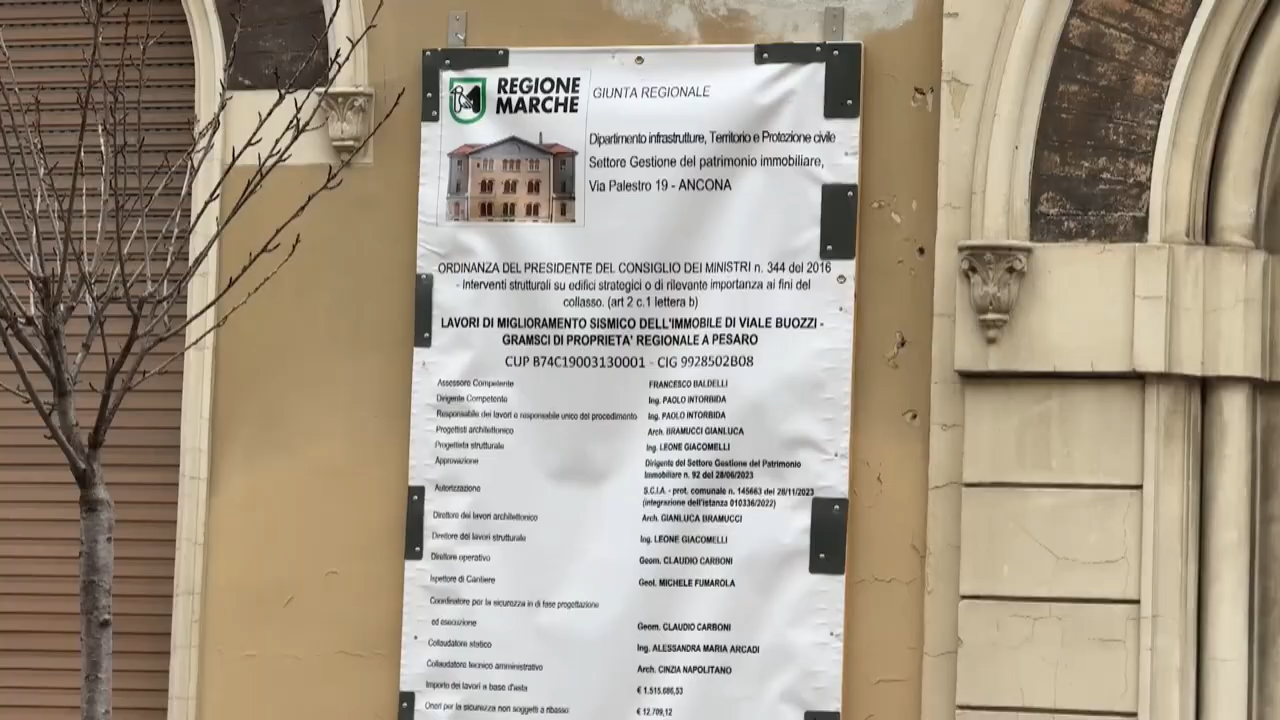 REGIONE
MARCHE
GIUNTA REGIONALE
Dipartimento infrastrutture, Territorio e Protezione civile
Settore Gestione del patrimonio immobiliare,
Via Palestro 19 - ANCONA
ORDINANZA DEL PRESIDENTE DEL CONSIGLIO DEI MINISTRI n. 344 del 2016
- Interventi strutturali su edifici strategici o di rilevante importanza ai fini del
collasso. (art 2 c.1 lettera b)
LAVORI DI MIGLIORAMENTO SISMICO DELL'IMMOBILE DI VIALE BUOZZI -
GRAMSCI DI PROPRIETA' REGIONALE A PESARO
CUP B74C19003130001 - CIG 9928502B08
Assessore Competente FRANCESCO BALDELLI
Dirigente Competente Ing. PAOLO INTORBIDA
Responsabile dei lavori e responsabile unico del procedimento Ing. PAOLO INTORBIDA
Progettisti architettonico Arch. BRAMUCCI GIANLUCA
Progettista strutturale Ing. LEONE GIACOMELLI
Approvazione Dirigente del Settore Gestione del Patrimonio
Immobiliare n. 92 del 28/06/2023
Autorizzazione S.C.I.A - prot. comunale n. 145663 del 28/11/2023
(integrazione dell'istanza 010336/2022)
Direttore dei lavori architettonico Arch. GIANLUCA BRAMUCCI
Direttore dei lavori strutturale Ing. LEONE GIACOMELLI
Direttore operativo Geom. CLAUDIO CARBONI
Ispettore di Cantiere Geol. MICHELE FUMAROLA
Coordinatore per la sicurezza in di fase progettazione
ed esecuzione Geom. CLAUDIO CARBONI
Collaudatore statico Ing. ALESSANDRA MARIA ARCADI
Collaudatore tecnico amministrativo Arch. CINZIA NAPOLITANO
Importo dei lavori a base d'asta € 1.515.686,53
Oneri per la sicurezza non soggetti a ribasso € 12.709,12